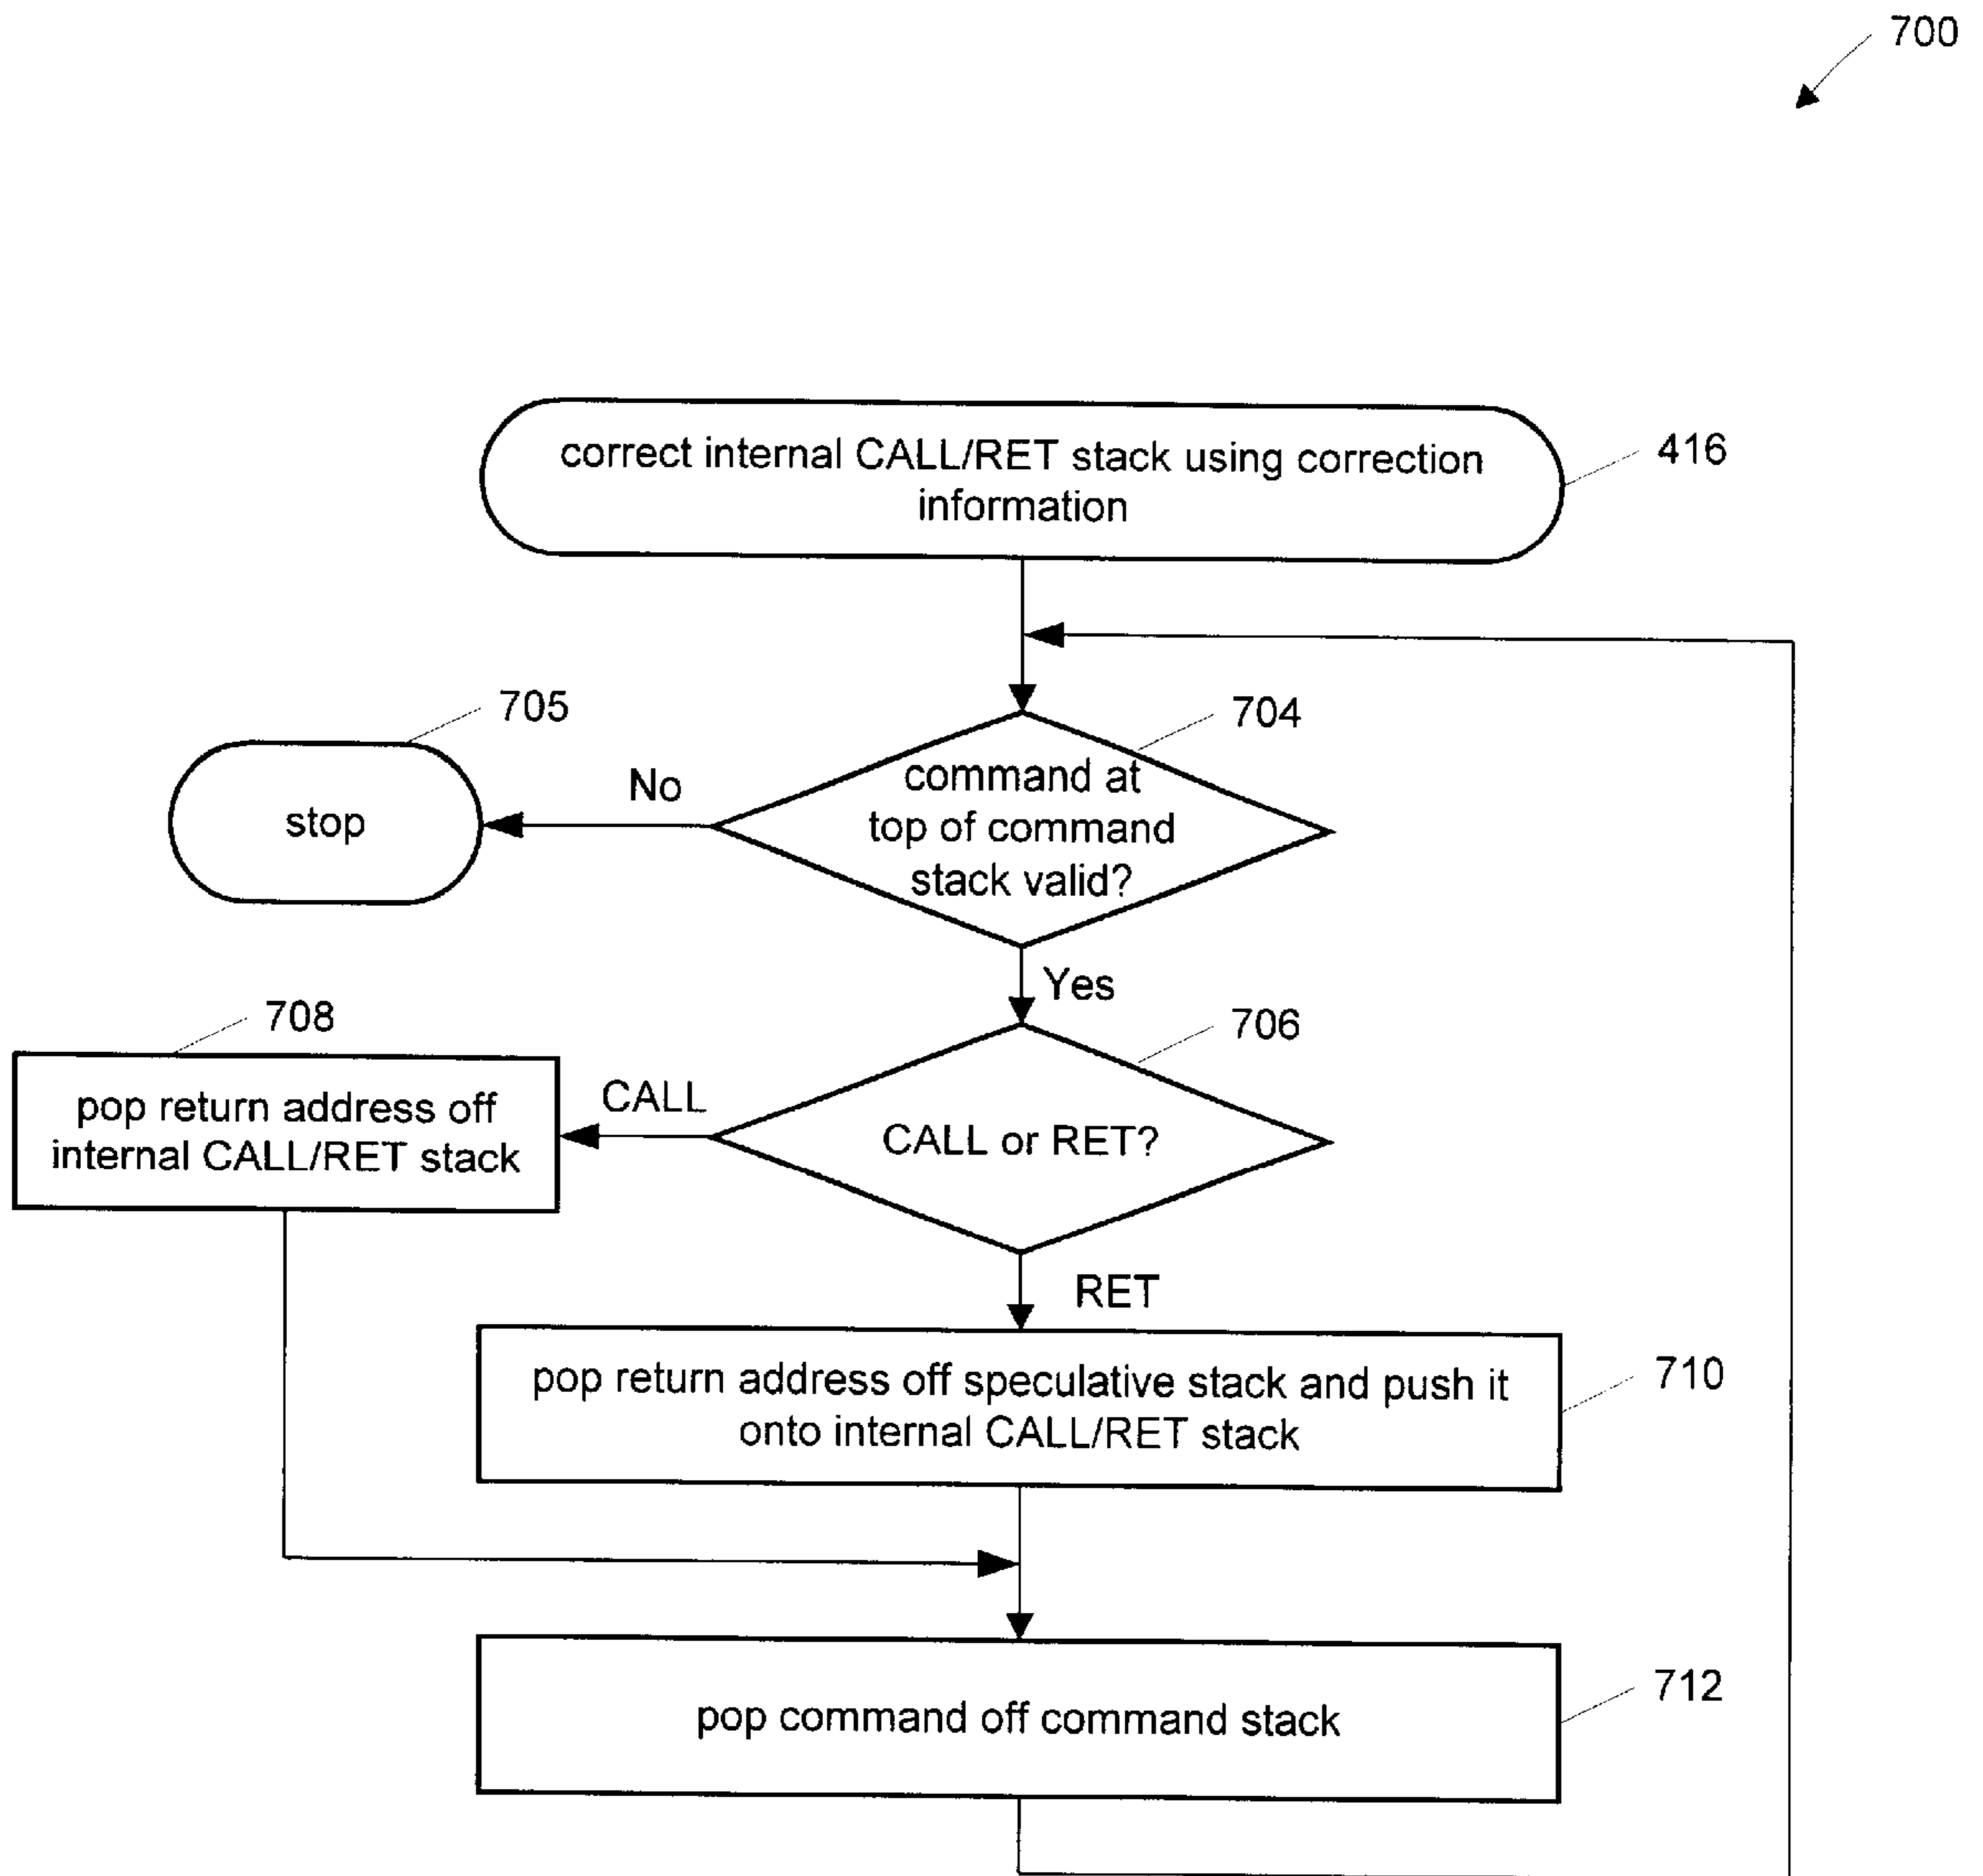 700
correct internal CALL/RET stack using correction
information
416
705
704
No
command at
top of command
stack valid?
stop
Yes
708
706
pop return address off
internal CALL/RET stack
CALL
CALL or RET?
RET
pop return address off speculative stack and push it
onto internal CALL/RET stack
710
pop command off command stack
712